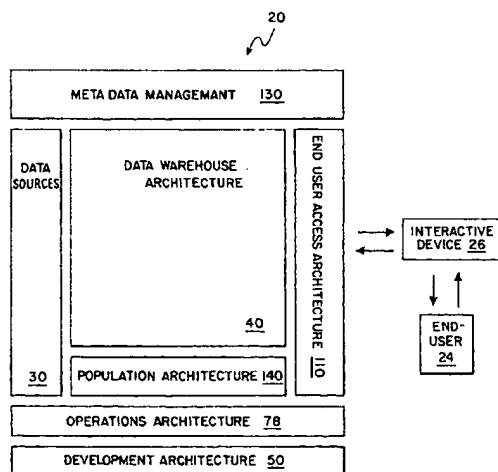 20
META DATA MANAGEMANT 130
DATA
SOURCES
30
DATA WAREHOUSE
ARCHITECTURE
40
POPULATION ARCHITECTURE 140
END USER ACCESS ARCHITECTURE 110
INTERACTIVE
DEVICE 26
END-
USER
24
OPERATIONS ARCHITECTURE 78
DEVELOPMENT ARCHITECTURE 50